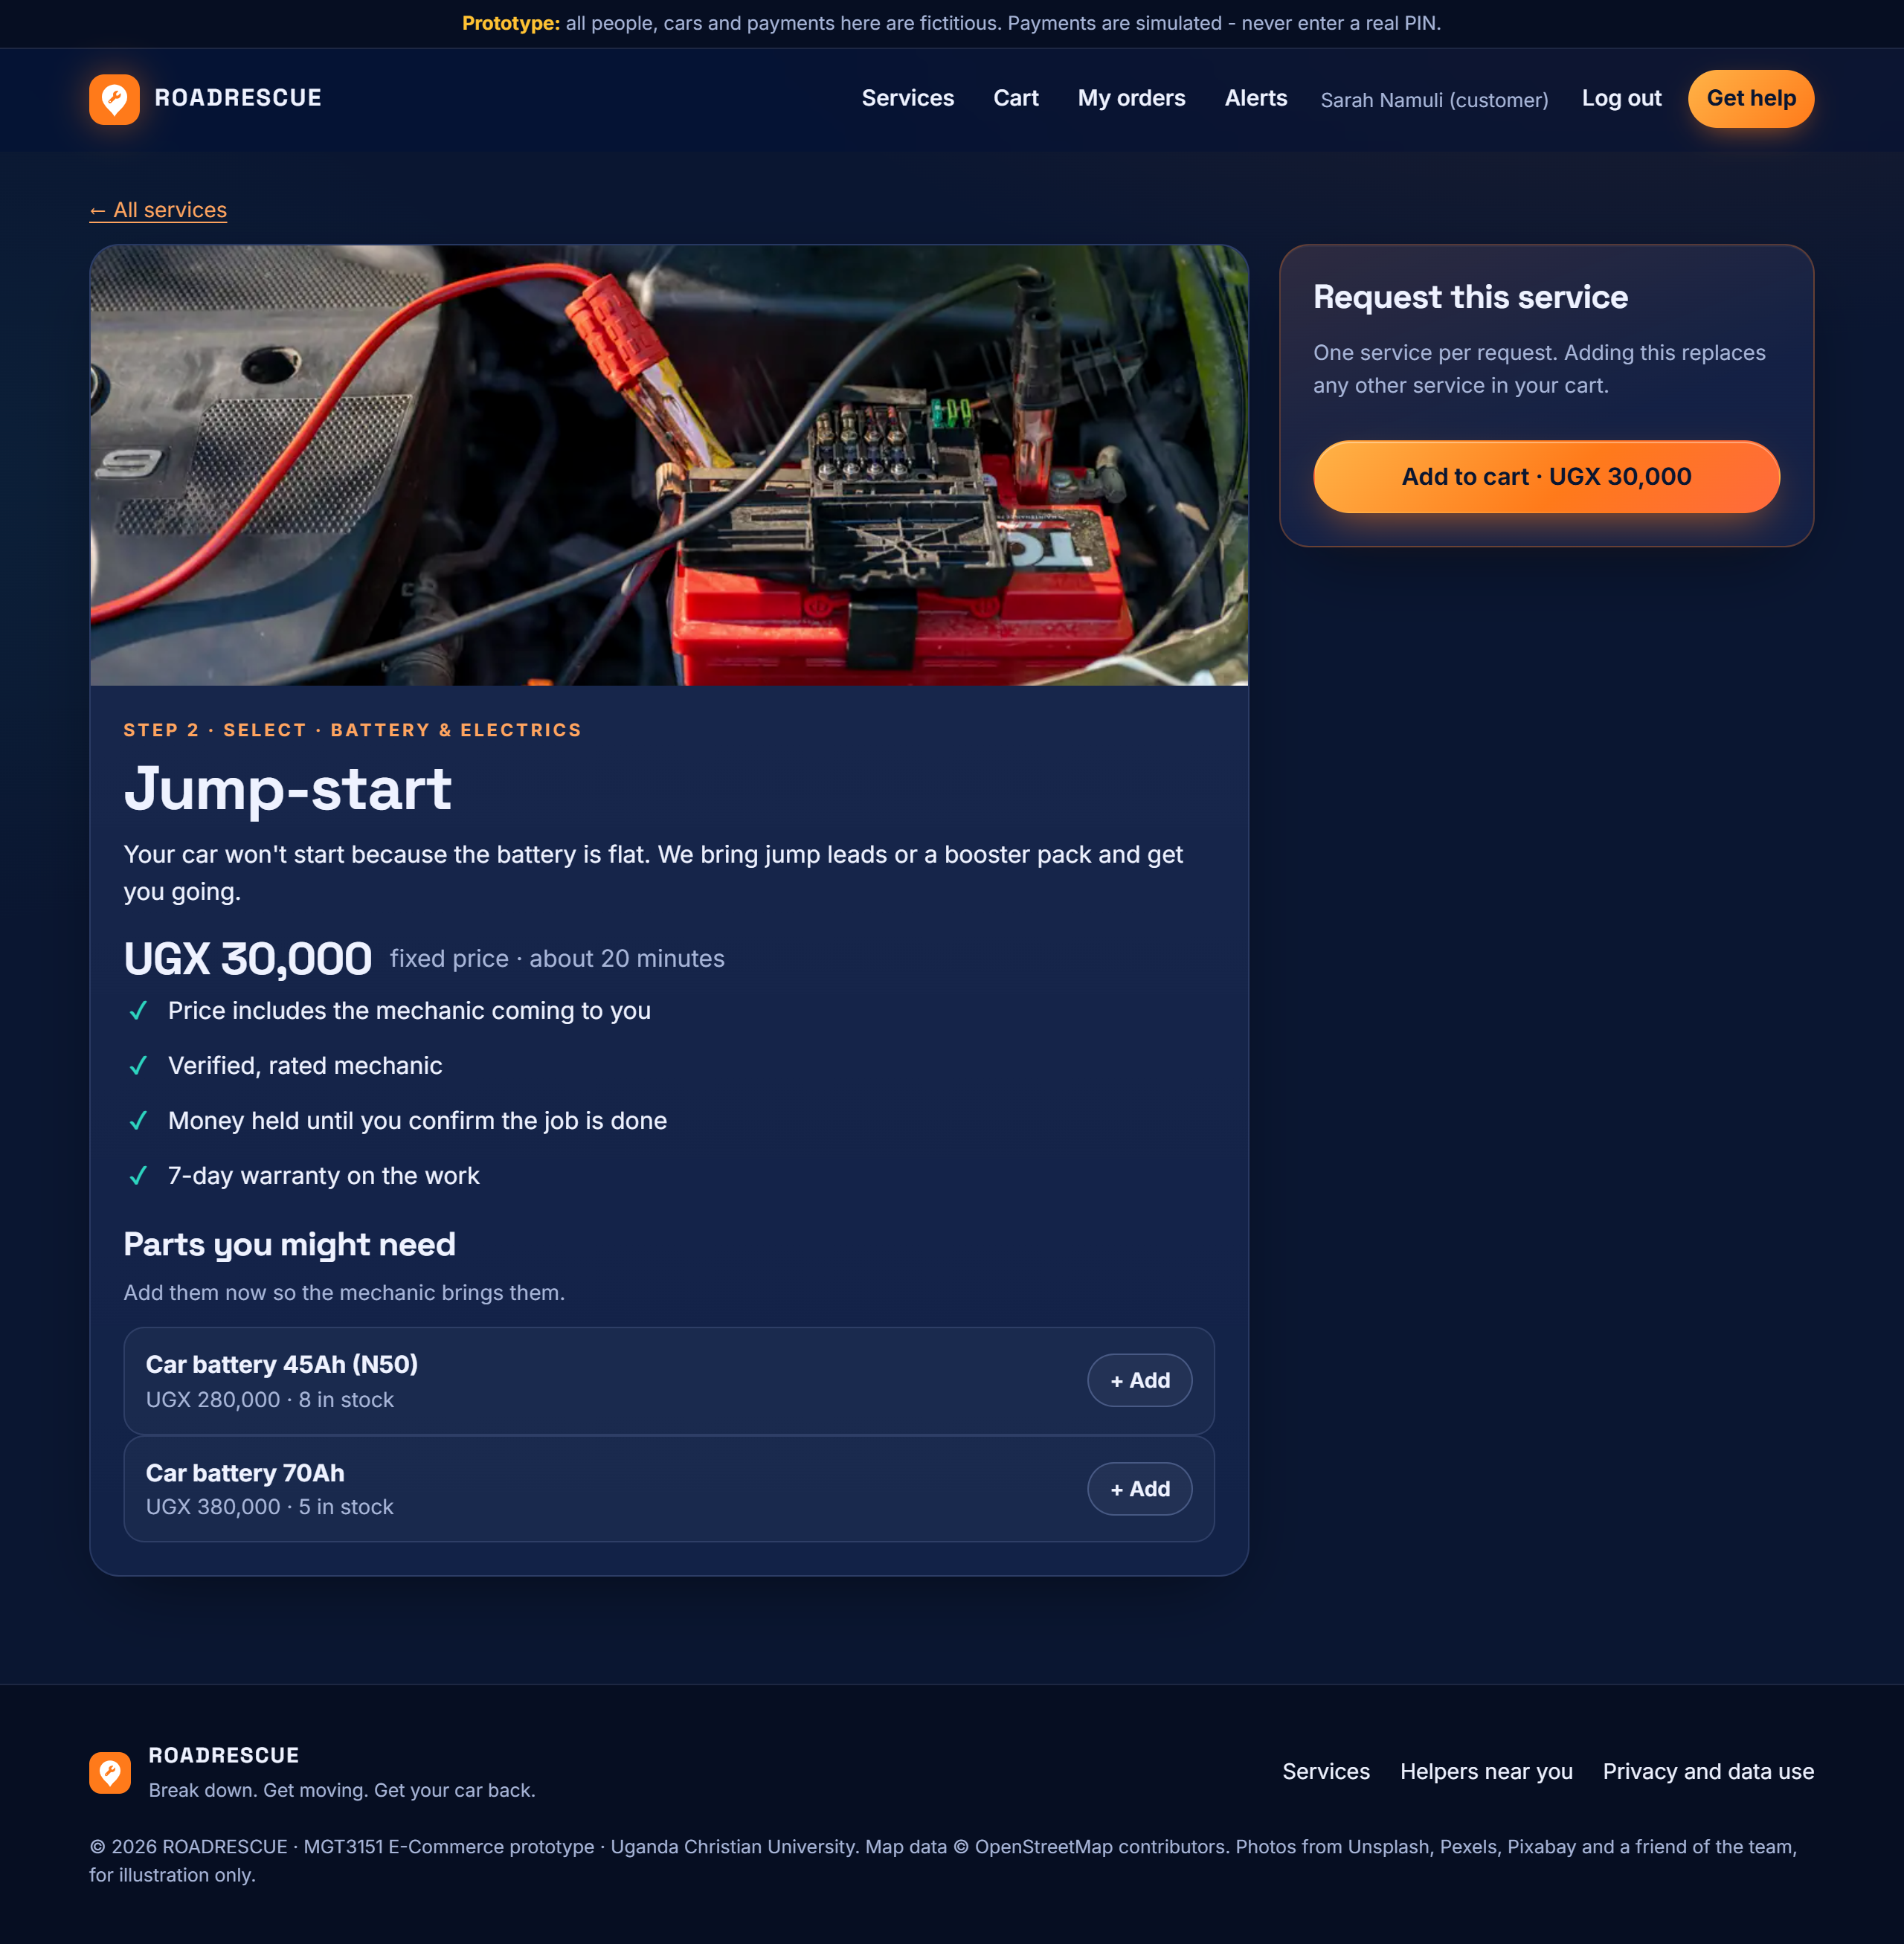 Prototype: all people, cars and payments here are fictitious. Payments are simulated - never enter a real PIN.
ROADRESCUE
Services
Cart
My orders
Alerts
Sarah Namuli (customer)
Log out
Get help
← All services
Request this service
One service per request. Adding this replaces
any other service in your cart.
Add to cart · UGX 30,000
STEP 2 · SELECT · BATTERY & ELECTRICS
Jump-start
Your car won't start because the battery is flat. We bring jump leads or a booster pack and get
you going.
UGX 30,000 fixed price · about 20 minutes
✓ Price includes the mechanic coming to you
✓ Verified, rated mechanic
✓ Money held until you confirm the job is done
✓ 7-day warranty on the work
Parts you might need
Add them now so the mechanic brings them.
Car battery 45Ah (N50)
UGX 280,000 · 8 in stock
+ Add
Car battery 70Ah
UGX 380,000 · 5 in stock
+ Add
ROADRESCUE
Break down. Get moving. Get your car back.
Services
Helpers near you
Privacy and data use
© 2026 ROADRESCUE · MGT3151 E-Commerce prototype · Uganda Christian University. Map data © OpenStreetMap contributors. Photos from Unsplash, Pexels, Pixabay and a friend of the team,
for illustration only.